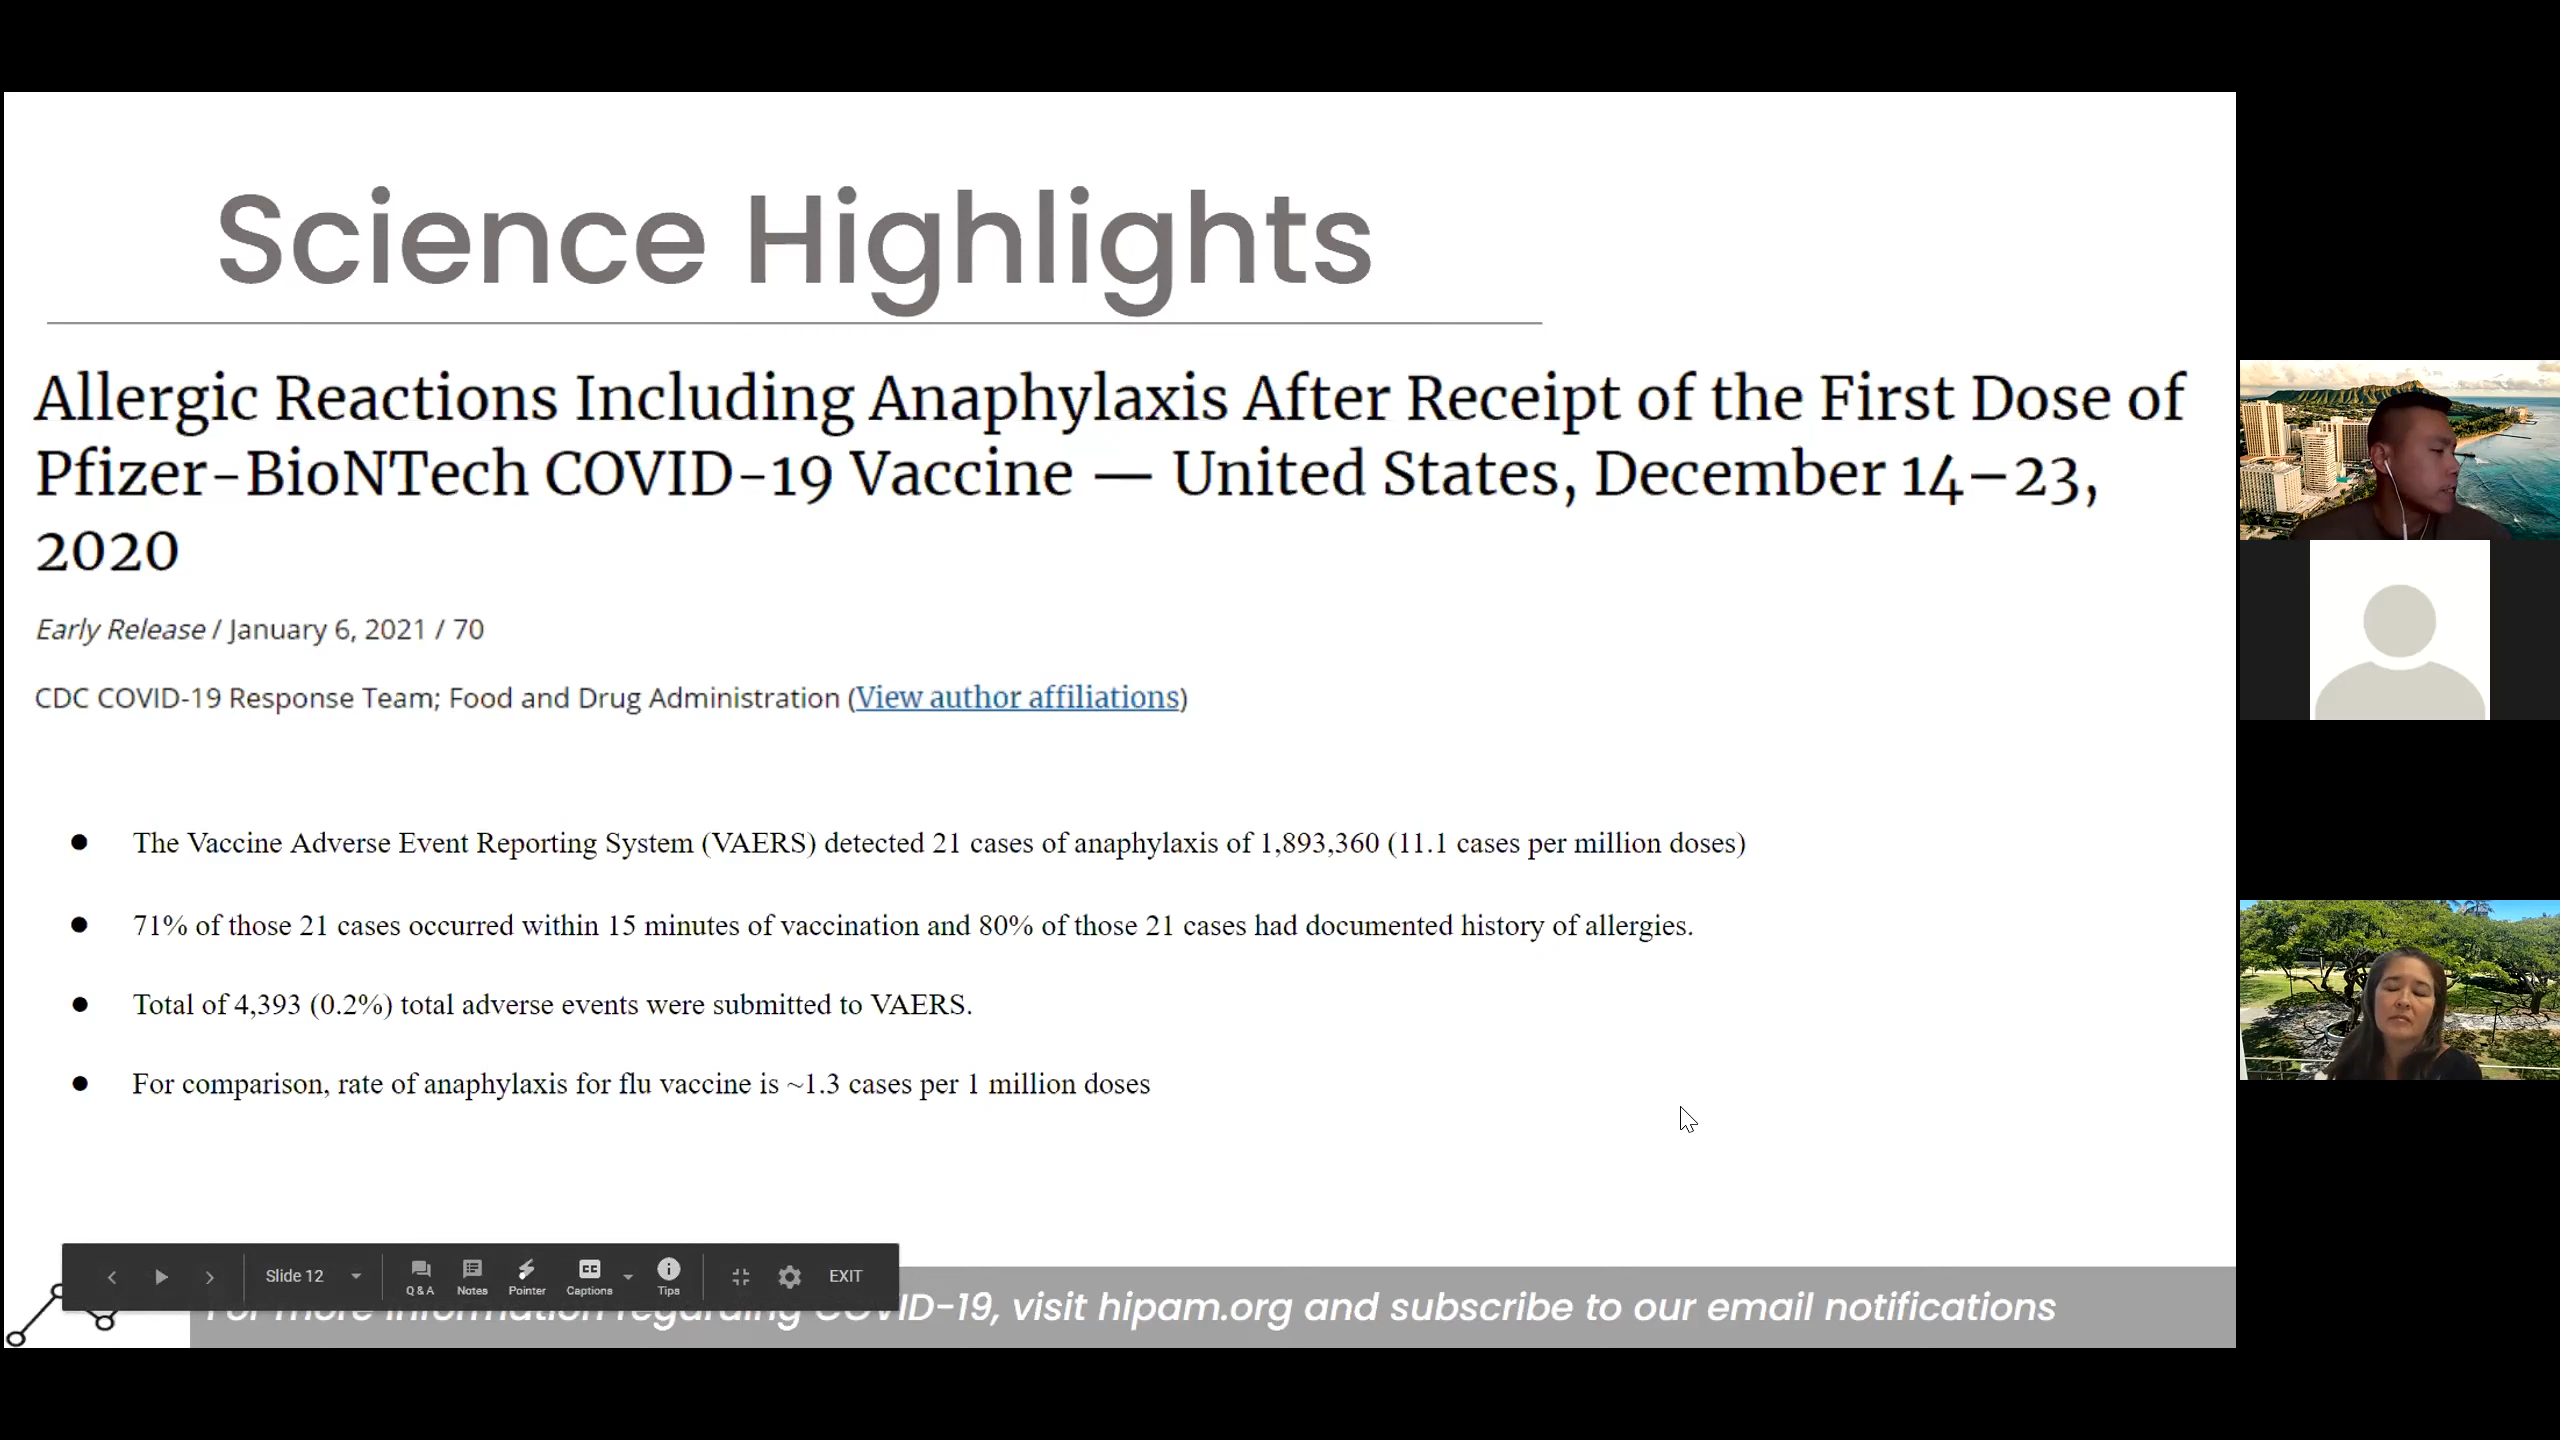 Science Highlights
Allergic Reactions Including Anaphylaxis After Receipt of the First Dose of
Pfizer-BioNTech COVID-19 Vaccine — United States, December 14–23,
2020
Early Release / January 6, 2021 / 70
CDC COVID-19 Response Team; Food and Drug Administration (View author affiliations)
● The Vaccine Adverse Event Reporting System (VAERS) detected 21 cases of anaphylaxis of 1,893,360 (11.1 cases per million doses)
● 71% of those 21 cases occurred within 15 minutes of vaccination and 80% of those 21 cases had documented history of allergies.
● Total of 4,393 (0.2%) total adverse events were submitted to VAERS.
● For comparison, rate of anaphylaxis for flu vaccine is ~1.3 cases per 1 million doses
Slide 12
Q & A
Notes
Pointer
CC
Captions
Tips
EXIT
For more information regarding COVID-19, visit hipam.org and subscribe to our email notifications